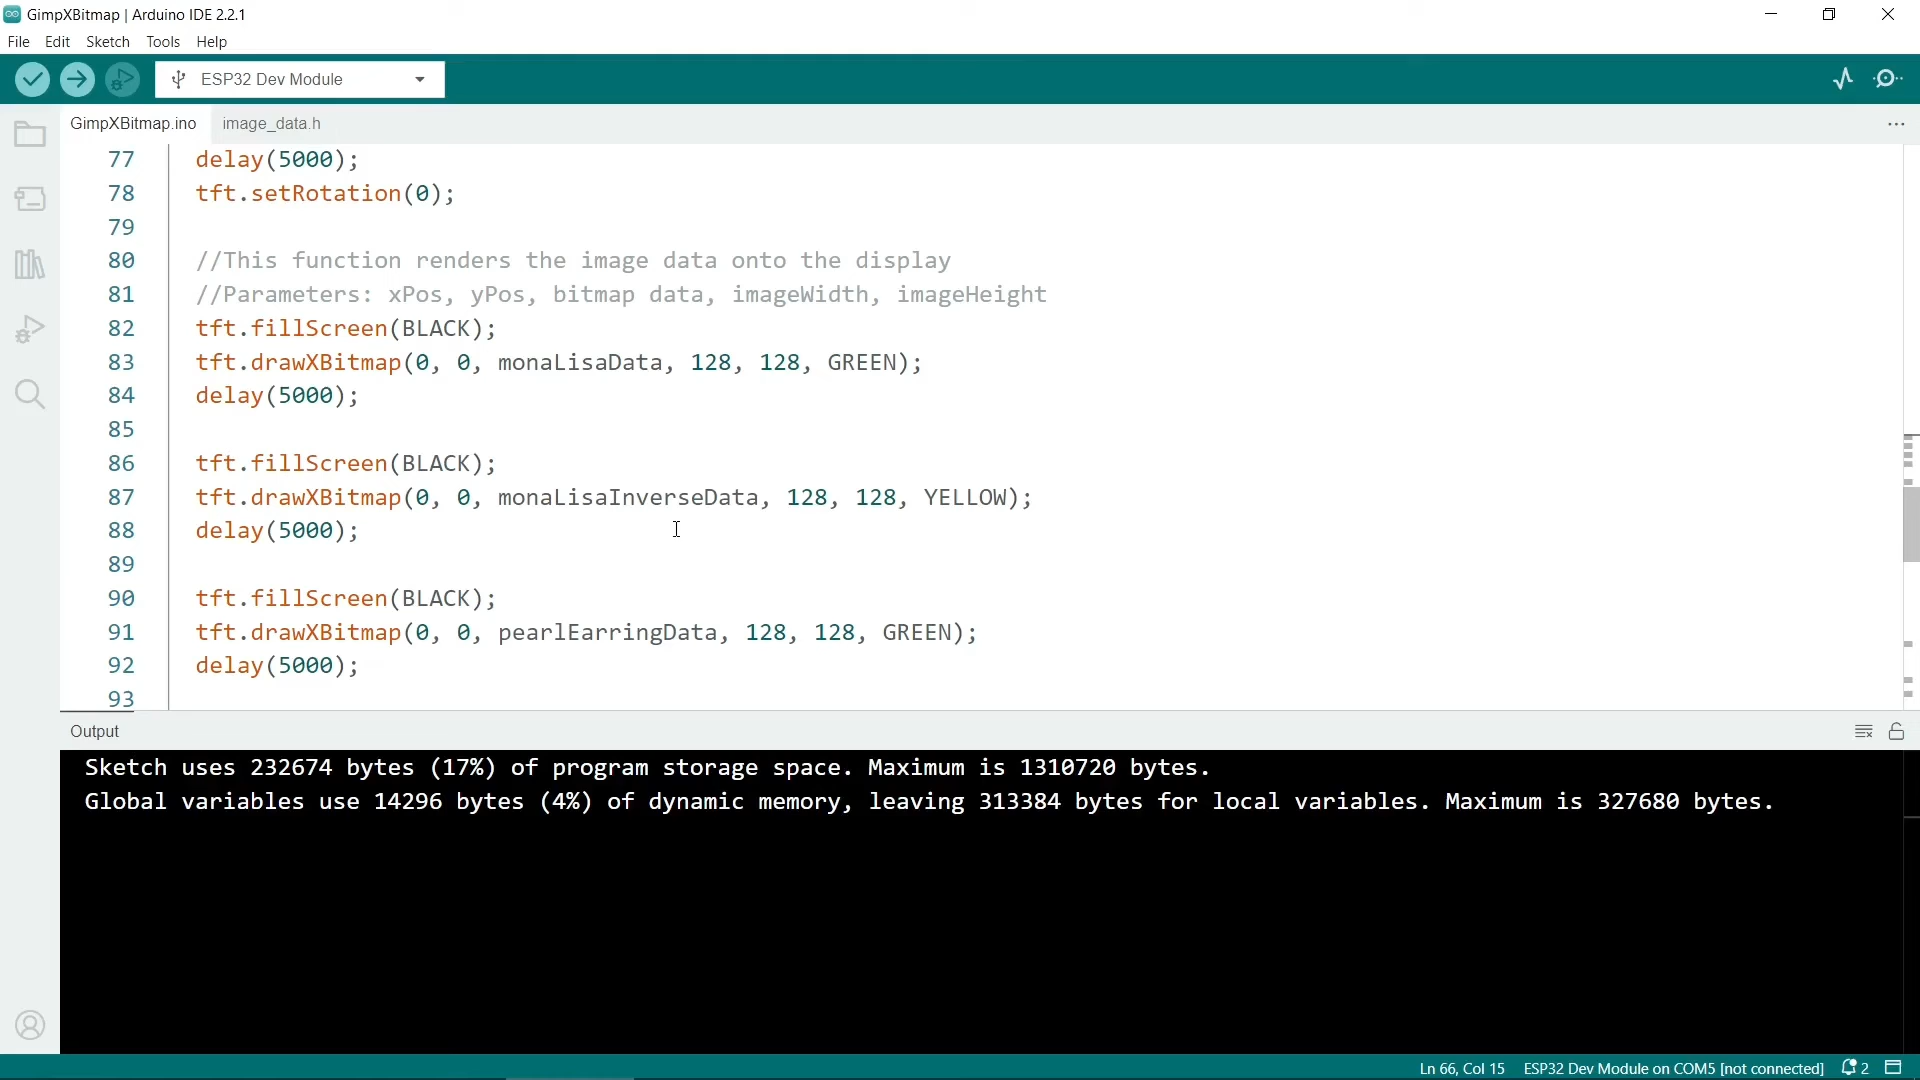 GimpXBitmap | Arduino IDE 2.2.1
File Edit Sketch Tools Help
ESP32 Dev Module
GimpXBitmap.ino image_data.h
77 delay(5000);
78 tft.setRotation(0);
79
80 //This function renders the image data onto the display
81 //Parameters: xPos, yPos, bitmap data, imageWidth, imageHeight
82 tft.fillScreen(BLACK);
83 tft.drawXBitmap(0, 0, monaLisaData, 128, 128, GREEN);
84 delay(5000);
85
86 tft.fillScreen(BLACK);
87 tft.drawXBitmap(0, 0, monaLisaInverseData, 128, 128, YELLOW);
88 delay(5000);
89
90 tft.fillScreen(BLACK);
91 tft.drawXBitmap(0, 0, pearlEarringData, 128, 128, GREEN);
92 delay(5000);
93
Output
Sketch uses 232674 bytes (17%) of program storage space. Maximum is 1310720 bytes.
Global variables use 14296 bytes (4%) of dynamic memory, leaving 313384 bytes for local variables. Maximum is 327680 bytes.
Ln 66, Col 15 ESP32 Dev Module on COM5 [not connected] 2